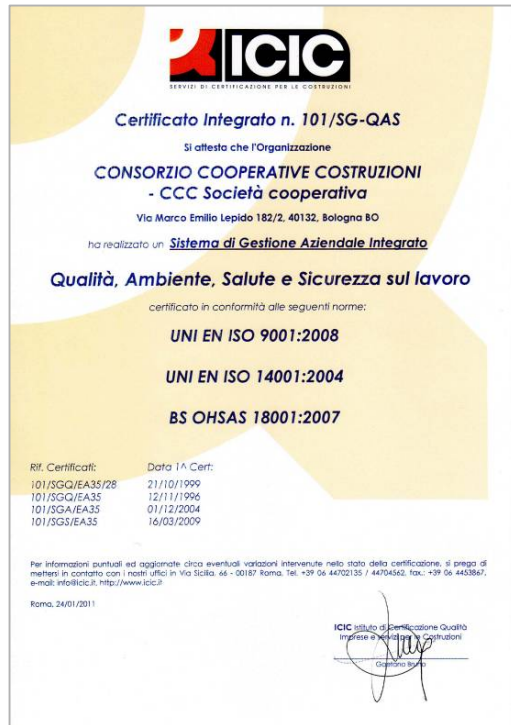 ICIC
SERVIZI DI CERTIFICAZIONE PER LE COSTRUZIONI
Certificato Integrato n. 101/SG-QAS
Si attesta che l'Organizzazione
CONSORZIO COOPERATIVE COSTRUZIONI
- CCC Società cooperativa
Via Marco Emilio Lepido 182/2, 40132, Bologna BO
ha realizzato un Sistema di Gestione Aziendale Integrato
Qualità, Ambiente, Salute e Sicurezza sul lavoro
certificato in conformità alle seguenti norme:
UNI EN ISO 9001:2008
UNI EN ISO 14001:2004
BS OHSAS 18001:2007
Rif. Certificati: Data 1^ Cert:
101/SGQ/EA35/28 21/10/1999
101/SGQ/EA35 12/11/1996
101/SGA/EA35 01/12/2004
101/SGS/EA35 16/03/2009
Per informazioni puntuali ed aggiornate circa eventuali variazioni intervenute nello stato della certificazione, si prega di
mettersi in contatto con i nostri uffici in Via Sicilia, 66 - 00187 Roma. Tel. +39 06 44702135 / 44704562, fax.: +39 06 4453867,
e-mail: info@icic.it, http://www.icic.it
Roma, 24/01/2011
ICIC Istituto di Certificazione Qualità
Imprese e servizi per le Costruzioni
Gaetano